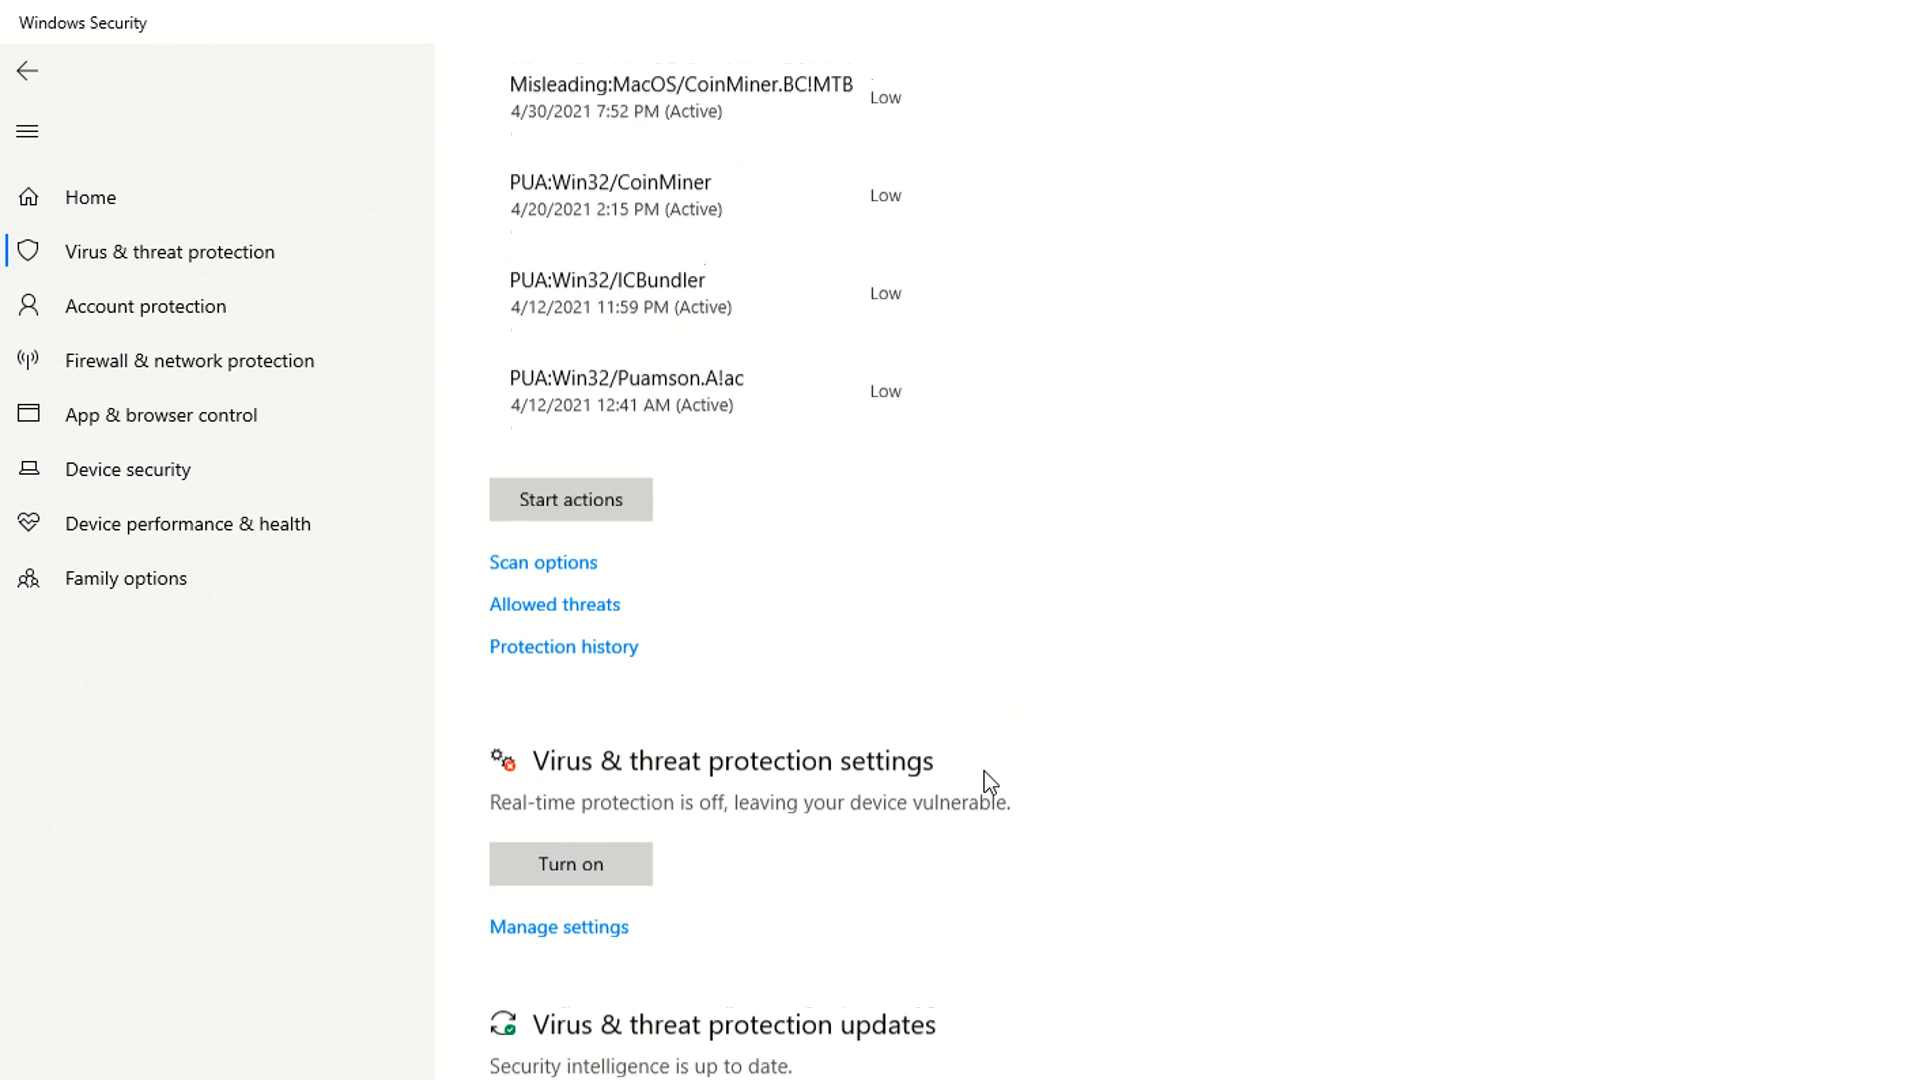 Windows Security
Home
Virus & threat protection
Account protection
Firewall & network protection
App & browser control
Device security
Device performance & health
Family options
Misleading:MacOS/CoinMiner.BC!MTB
4/30/2021 7:52 PM (Active)
Low
PUA:Win32/CoinMiner
4/20/2021 2:15 PM (Active)
Low
PUA:Win32/ICBundler
4/12/2021 11:59 PM (Active)
Low
PUA:Win32/Puamson.A!ac
4/12/2021 12:41 AM (Active)
Low
Start actions
Scan options
Allowed threats
Protection history
Virus & threat protection settings
Real-time protection is off, leaving your device vulnerable.
Turn on
Manage settings
Virus & threat protection updates
Security intelligence is up to date.